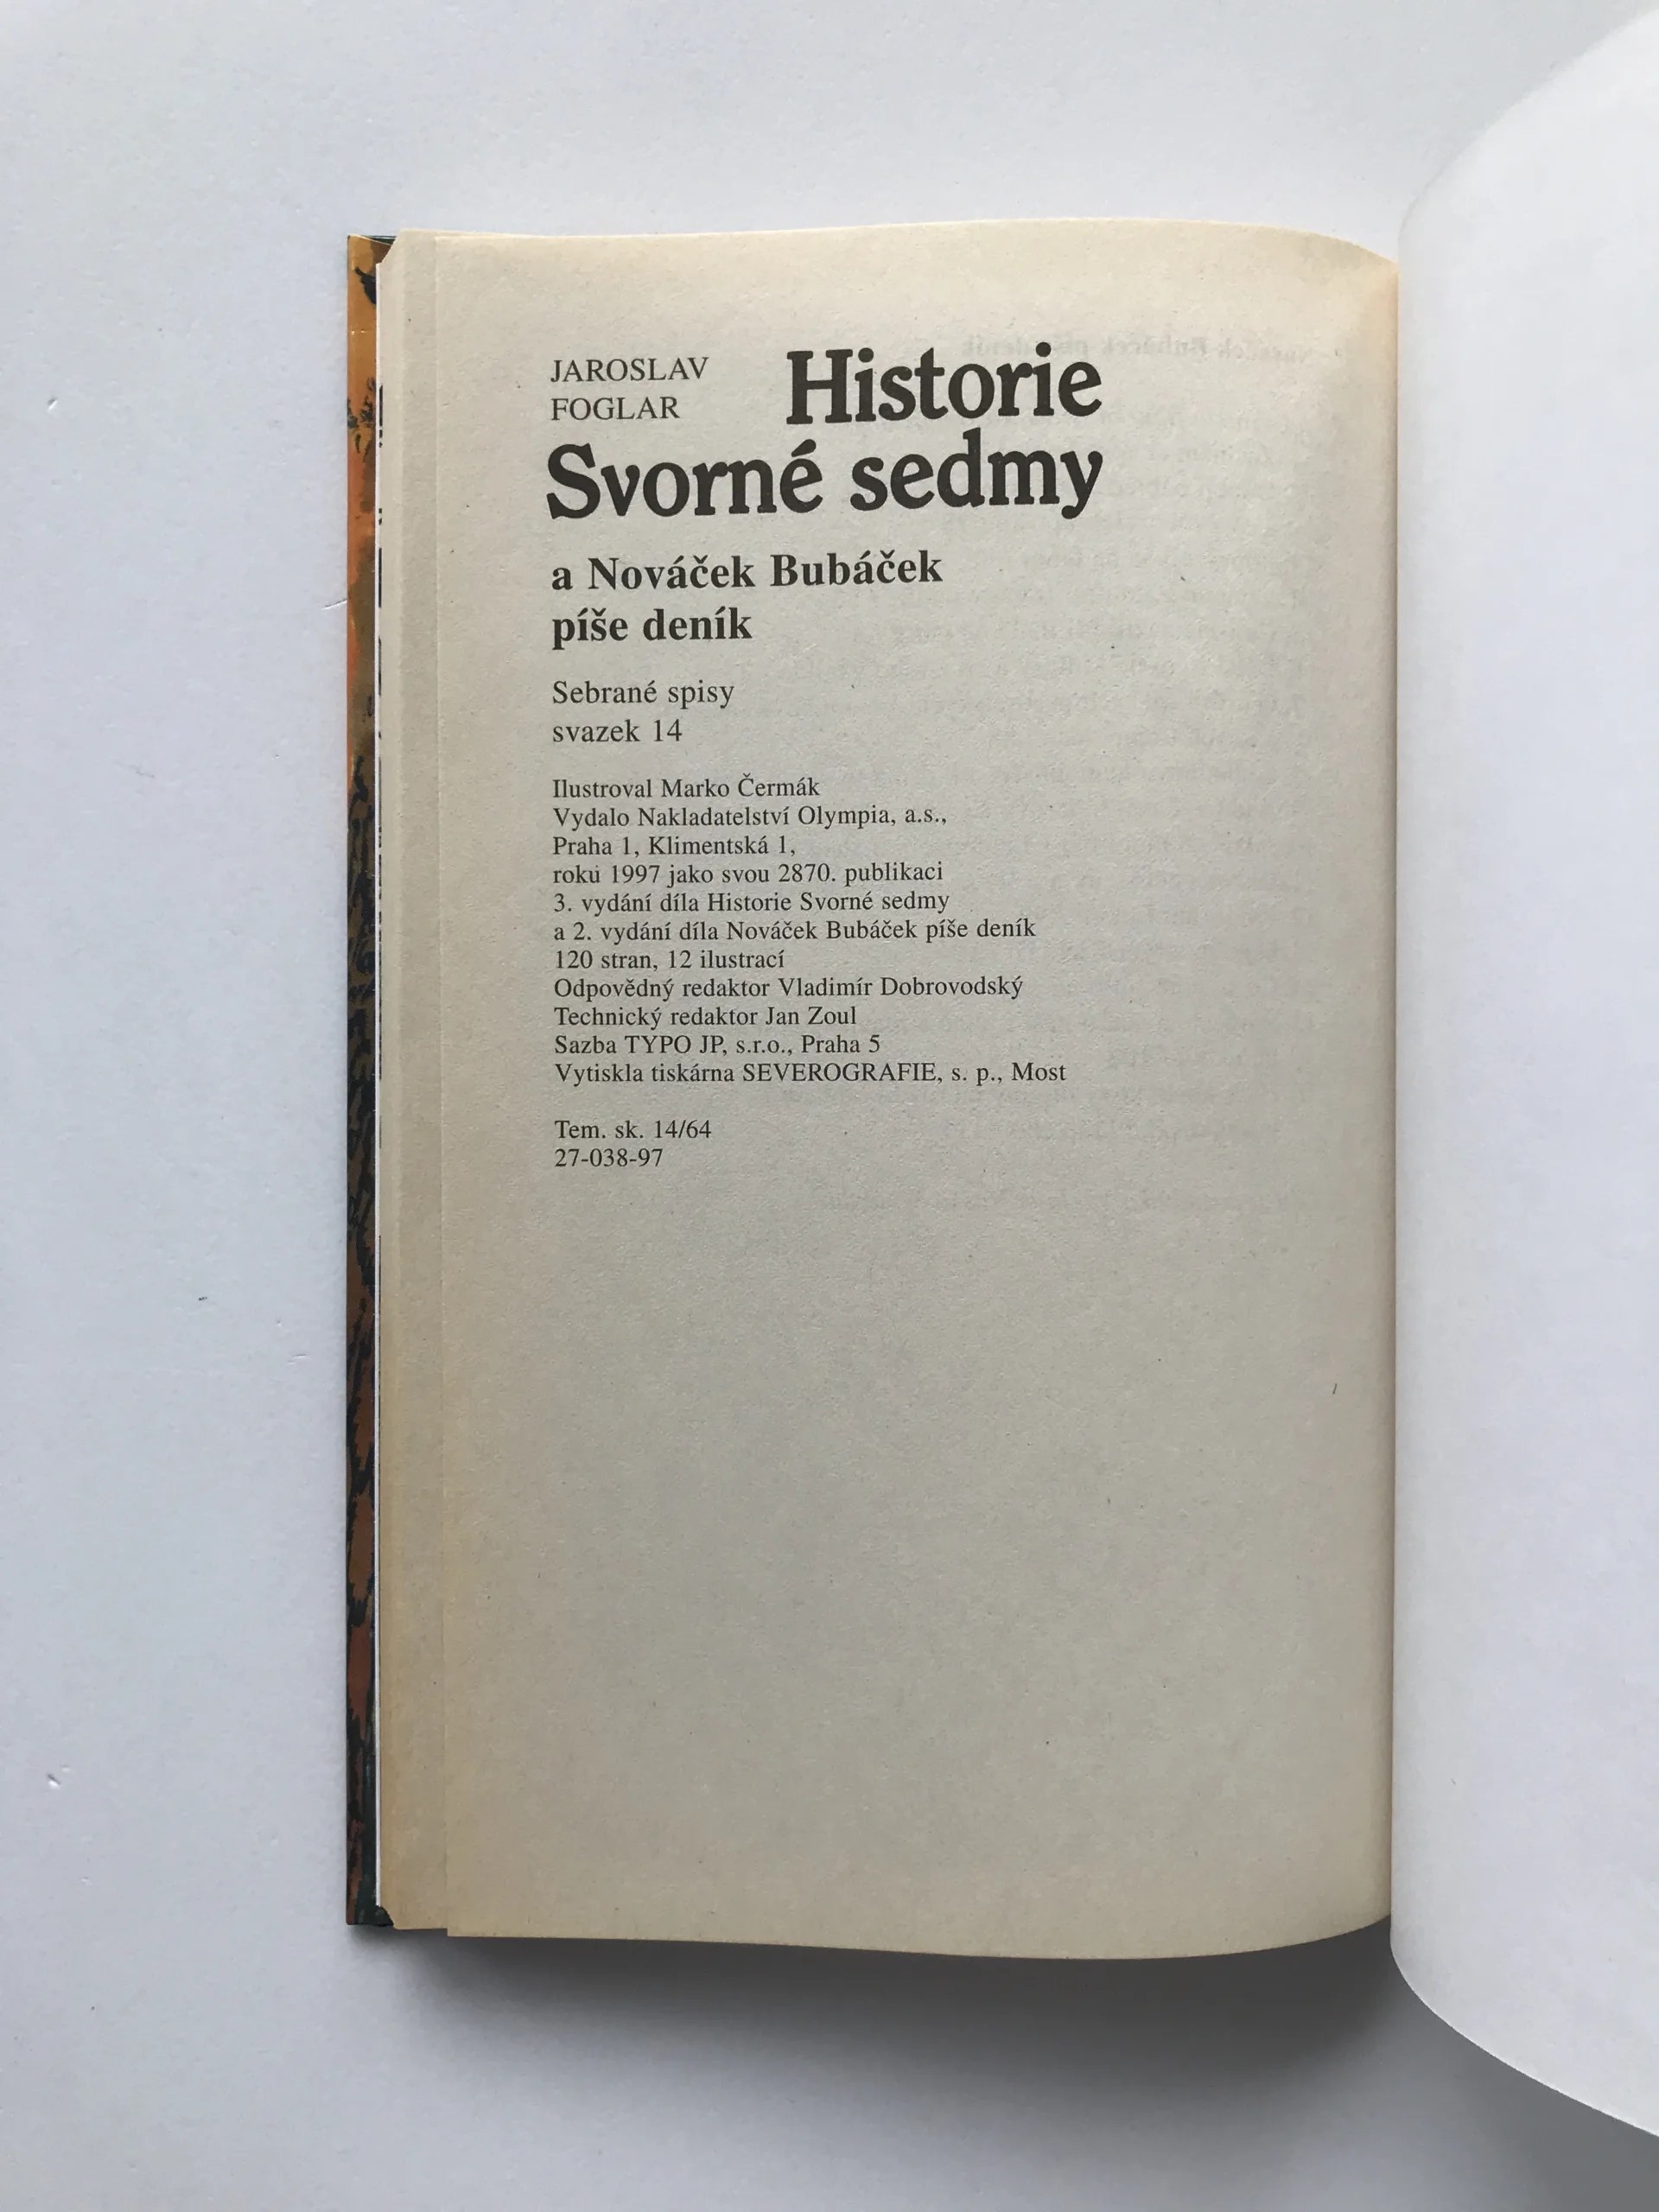 JAROSLAV
FOGLAR
Historie
Svorné sedmy
a Nováček Bubáček
píše deník
Sebrané spisy
svazek 14
Ilustroval Marko Čermák
Vydalo Nakladatelství Olympia, a.s.,
Praha 1, Klimentská 1,
roku 1997 jako svou 2870. publikaci
3. vydání díla Historie Svorné sedmy
a 2. vydání díla Nováček Bubáček píše deník
120 stran, 12 ilustrací
Odpovědný redaktor Vladimír Dobrovodský
Technický redaktor Jan Zoul
Sazba TYPO JP, s.r.o., Praha 5
Vytiskla tiskárna SEVEROGRAFIE, s. p., Most
Tem. sk. 14/64
27-038-97